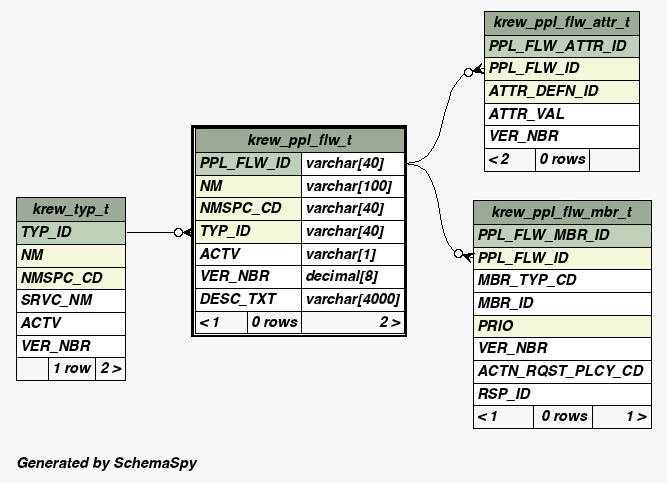 krew_typ_t
TYP_ID
NM
NMSPC_CD
SRVC_NM
ACTV
VER_NBR
1 row 2 >
krew_ppl_flw_t
PPL_FLW_ID varchar[40]
NM varchar[100]
NMSPC_CD varchar[40]
TYP_ID varchar[40]
ACTV varchar[1]
VER_NBR decimal[8]
DESC_TXT varchar[4000]
< 1 0 rows 2 >
krew_ppl_flw_attr_t
PPL_FLW_ATTR_ID
PPL_FLW_ID
ATTR_DEFN_ID
ATTR_VAL
VER_NBR
< 2 0 rows
krew_ppl_flw_mbr_t
PPL_FLW_MBR_ID
PPL_FLW_ID
MBR_TYP_CD
MBR_ID
PRIO
VER_NBR
ACTN_RQST_PLCY_CD
RSP_ID
< 1 0 rows 1 >
Generated by SchemaSpy